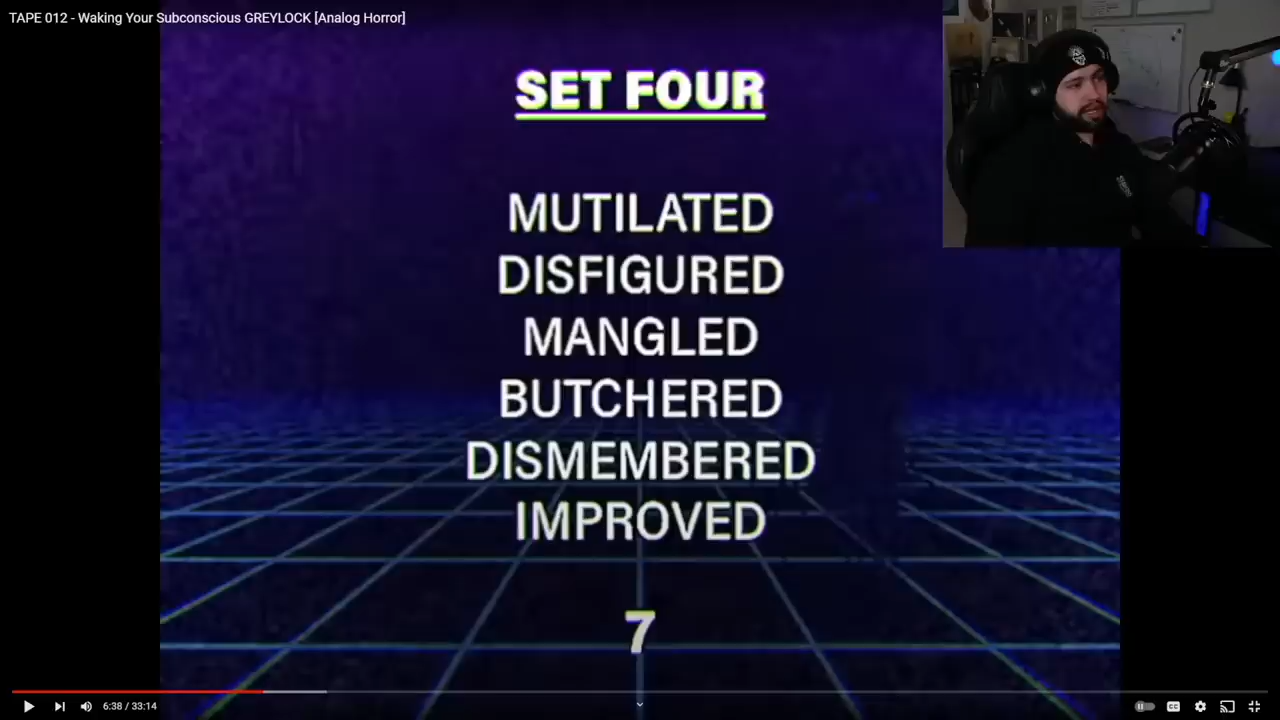 TAPE 012 - Waking Your Subconscious GREYLOCK [Analog Horror]
SET FOUR
MUTILATED
DISFIGURED
MANGLED
BUTCHERED
DISMEMBERED
IMPROVED
7
6:38 / 33:14
CC